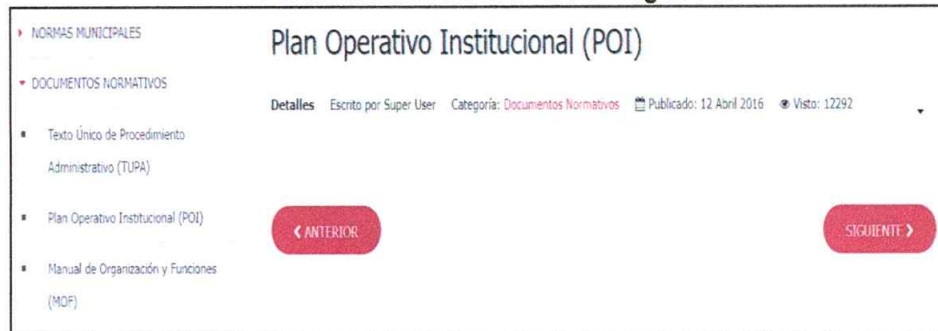 NORMAS MUNICIPALES
DOCUMENTOS NORMATIVOS
Texto Único de Procedimiento
Administrativo (TUPA)
Plan Operativo Institucional (POI)
Manual de Organización y Funciones
(MOF)
Plan Operativo Institucional (POI)
Detalles Escrito por Super User Categoría: Documentos Normativos Publicado: 12 Abril 2016 Visto: 12292
ANTERIOR
SIGUIENTE